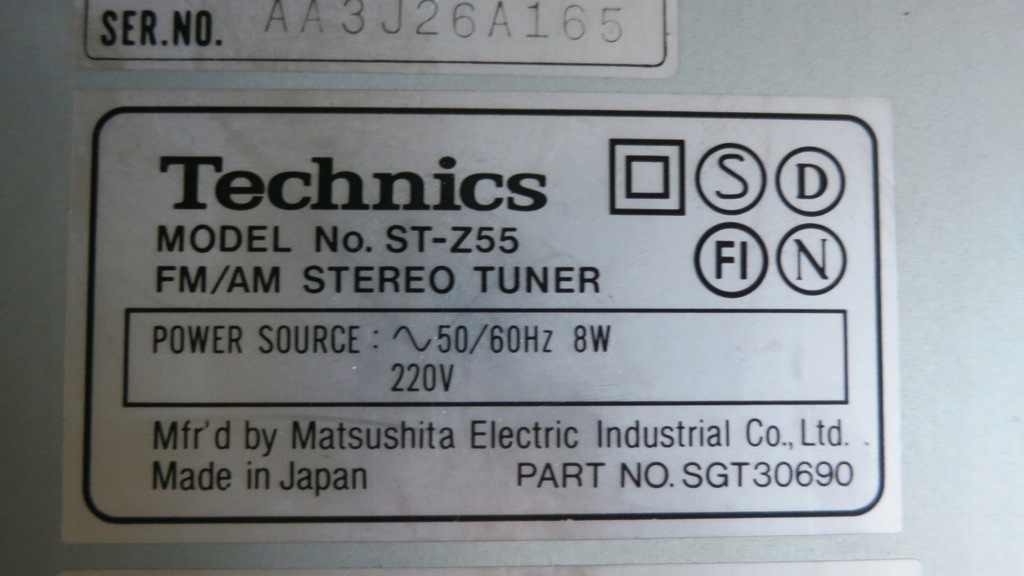 SER.NO. AA3J26A165
Technics
S D
MODEL No. ST-Z55
FI N
FM/AM STEREO TUNER
POWER SOURCE : ∿50/60Hz 8W
220V
Mfr'd by Matsushita Electric Industrial Co., Ltd.
Made in Japan PART NO. SGT30690